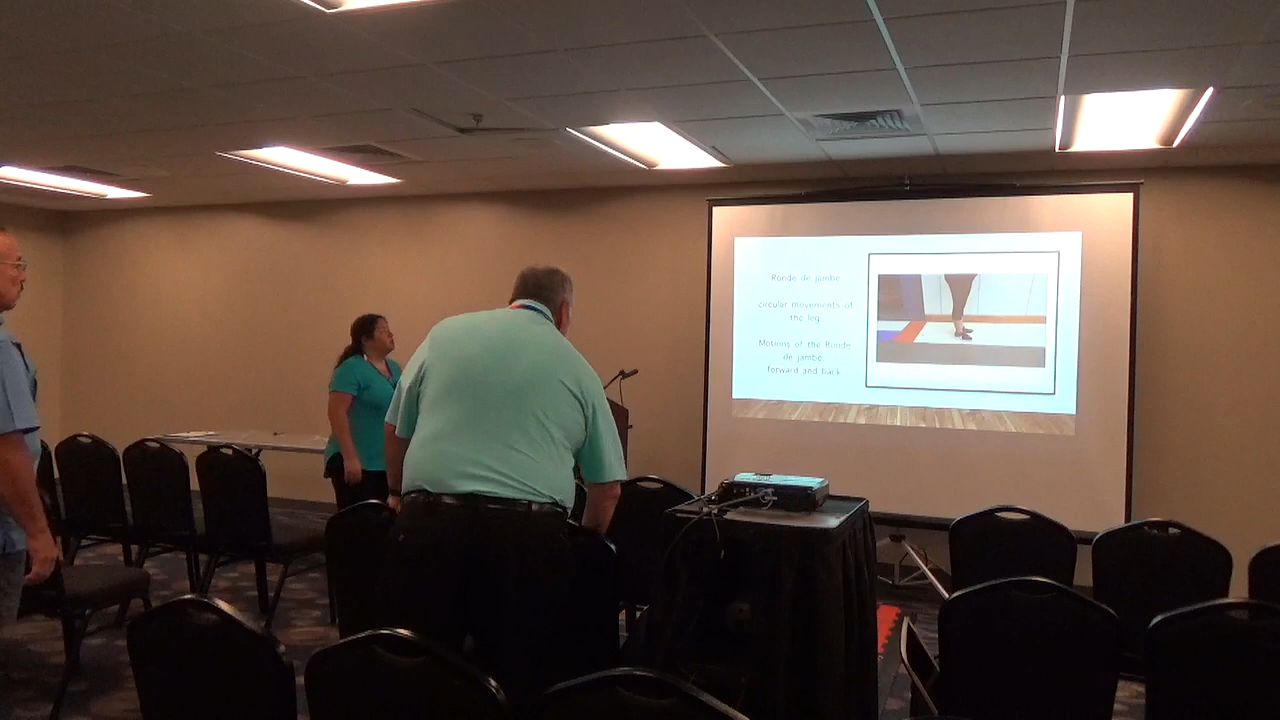 Ronde de jambe
circular movements of
the leg
Motions of the Ronde
de jambe:
forward and back